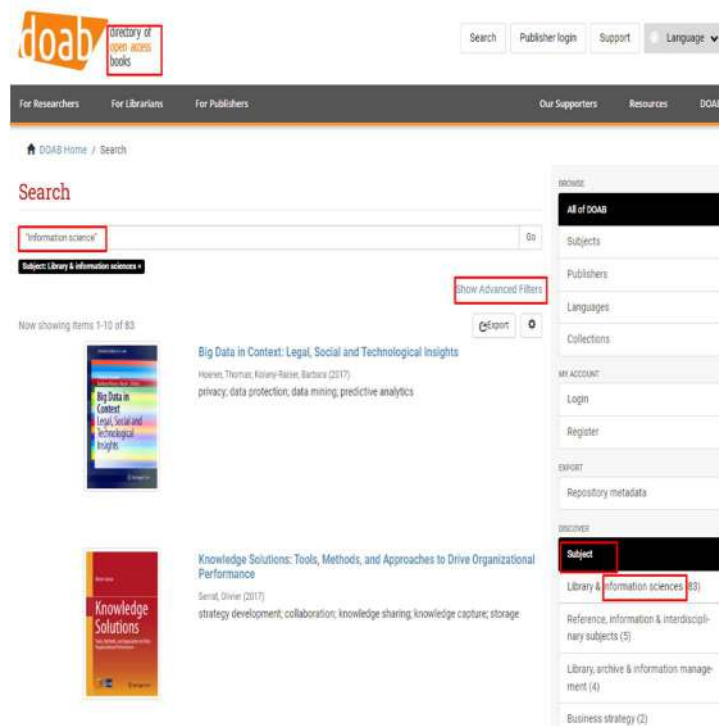 doab
directory of
open access
books
Search
Publisher login
Support
Language
For Researchers
For Librarians
For Publishers
Our Supporters
Resources
DOAB
DOAB Home / Search
Search
"Information science"
Go
Subject: Library & information sciences ×
Show Advanced Filters
Now showing items 1-10 of 83
Export
Big Data in Context: Legal, Social and Technological Insights
Hoeren, Thomas; Kolany-Raiser, Barbara (2017)
privacy; data protection; data mining; predictive analytics
Big Data in
Context
Legal, Social and
Technological
Insights
Knowledge Solutions: Tools, Methods, and Approaches to Drive Organizational
Performance
Serrat, Olivier (2017)
strategy development; collaboration; knowledge sharing; knowledge capture; storage
Knowledge
Solutions
BROWSE
All of DOAB
Subjects
Publishers
Languages
Collections
MY ACCOUNT
Login
Register
EXPORT
Repository metadata
DISCOVER
Subject
Library & information sciences (83)
Reference, information & interdiscipli-
nary subjects (5)
Library, archive & information manage-
ment (4)
Business strategy (2)